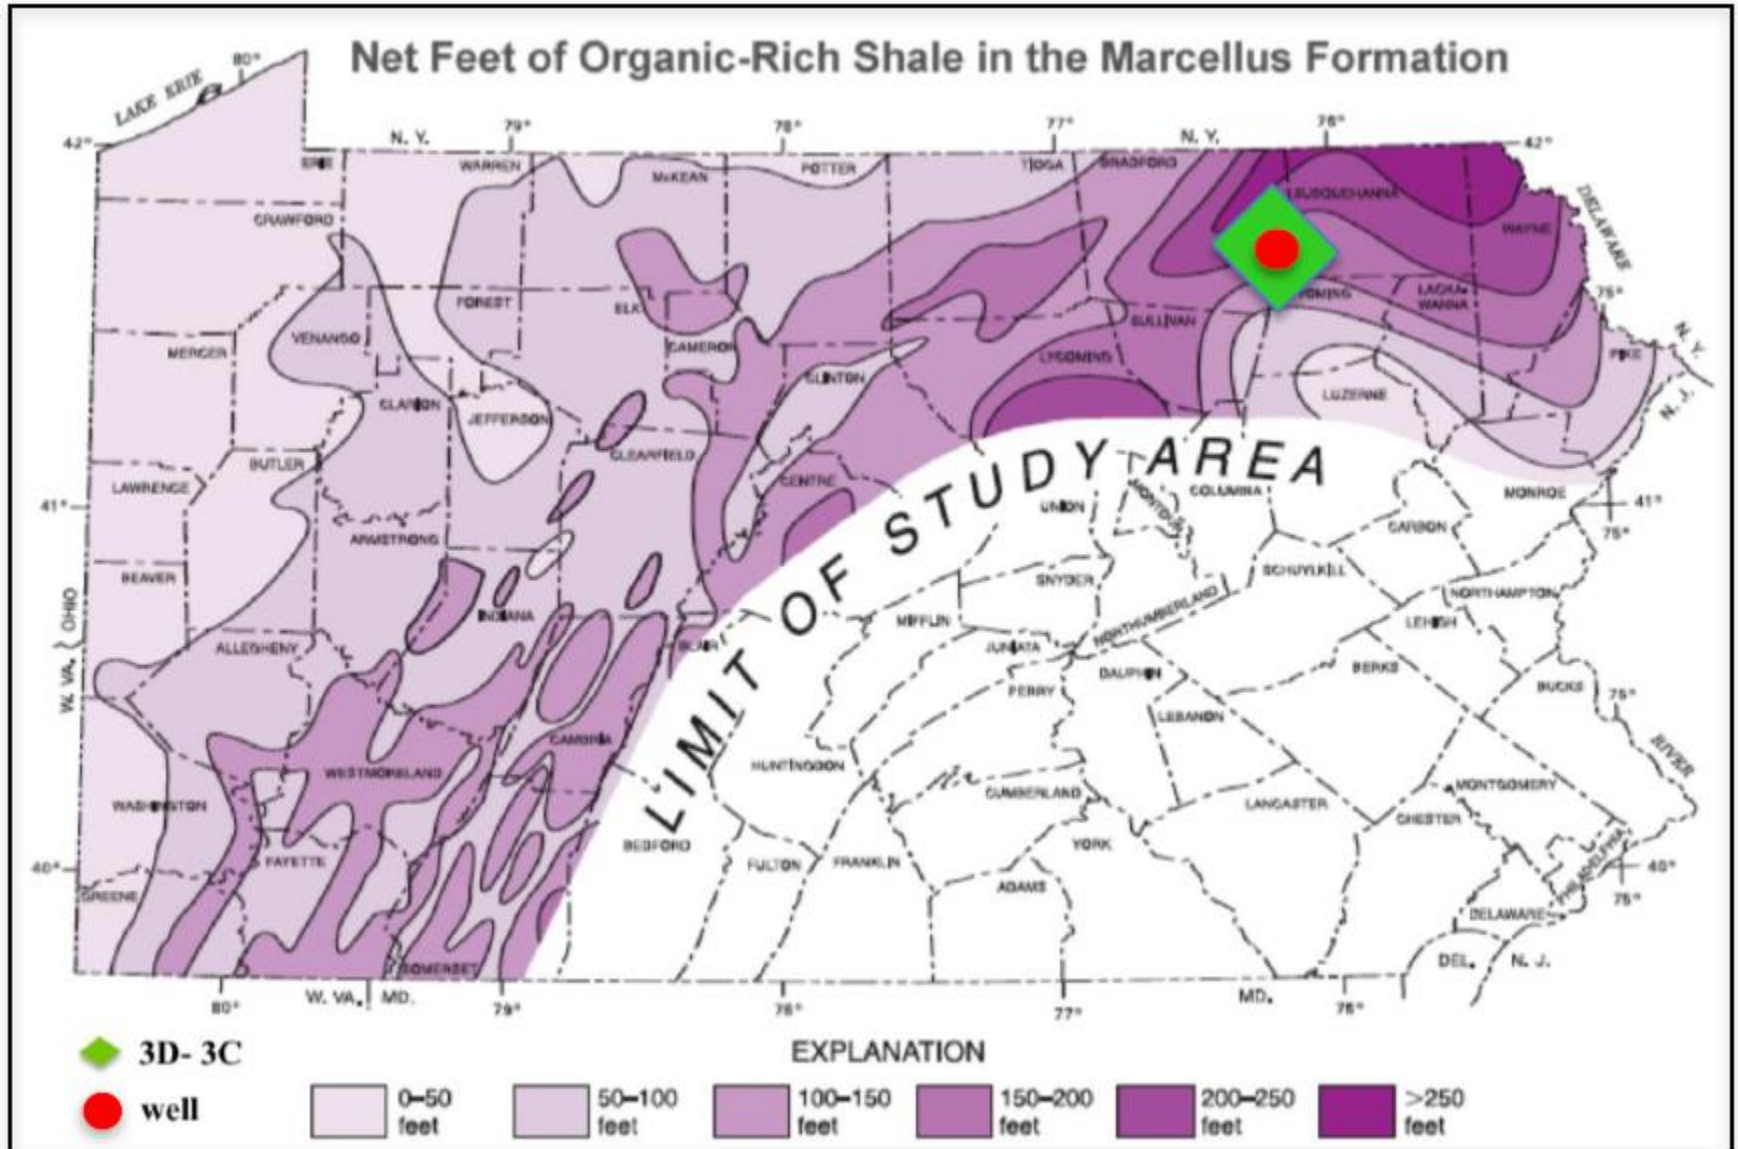 Net Feet of Organic-Rich Shale in the Marcellus Formation
LAKE ERIE
80°
79°
78°
77°
76°
42°
N. Y.
N. Y.
42°
ERIE
WARREN
McKEAN
POTTER
TIOGA
BRADFORD
SUSQUEHANNA
WAYNE
DELAWARE
CRAWFORD
FOREST
ELK
CAMERON
SULLIVAN
OMING
LACKA-
WANNA
75°
N. Y.
N. J.
PIKE
MERCER
VENANGO
CLINTON
LYCOMING
LUZERNE
CLARION
JEFFERSON
CLEARFIELD
CENTRE
BUTLER
LAWRENCE
41°
LIMIT OF STUDY AREA
UNION
MONTOUR
COLUMBIA
MONROE
41°
75°
CARBON
ARMSTRONG
BEAVER
INDIANA
SNYDER
SCHUYLKILL
NORTHAMPTON
OHIO
W. VA.
ALLEGHENY
BLAIR
MIFFLIN
JUNIATA
NORTHUMBERLAND
LEHIGH
PERRY
DAUPHIN
BERKS
BUCKS
75°
LEBANON
RIVER
CAMBRIA
WESTMORELAND
HUNTINGDON
WASHINGTON
CUMBERLAND
LANCASTER
MONTGOMERY
CHESTER
PHILADELPHIA
BEDFORD
YORK
40°
FAYETTE
FULTON
FRANKLIN
ADAMS
40°
75°
GREENE
DELAWARE
SOMERSET
DEL.
N. J.
80°
W. VA.
MD.
79°
78°
77°
MD.
76°
3D- 3C
well
EXPLANATION
0–50
feet
50–100
feet
100–150
feet
150–200
feet
200–250
feet
>250
feet